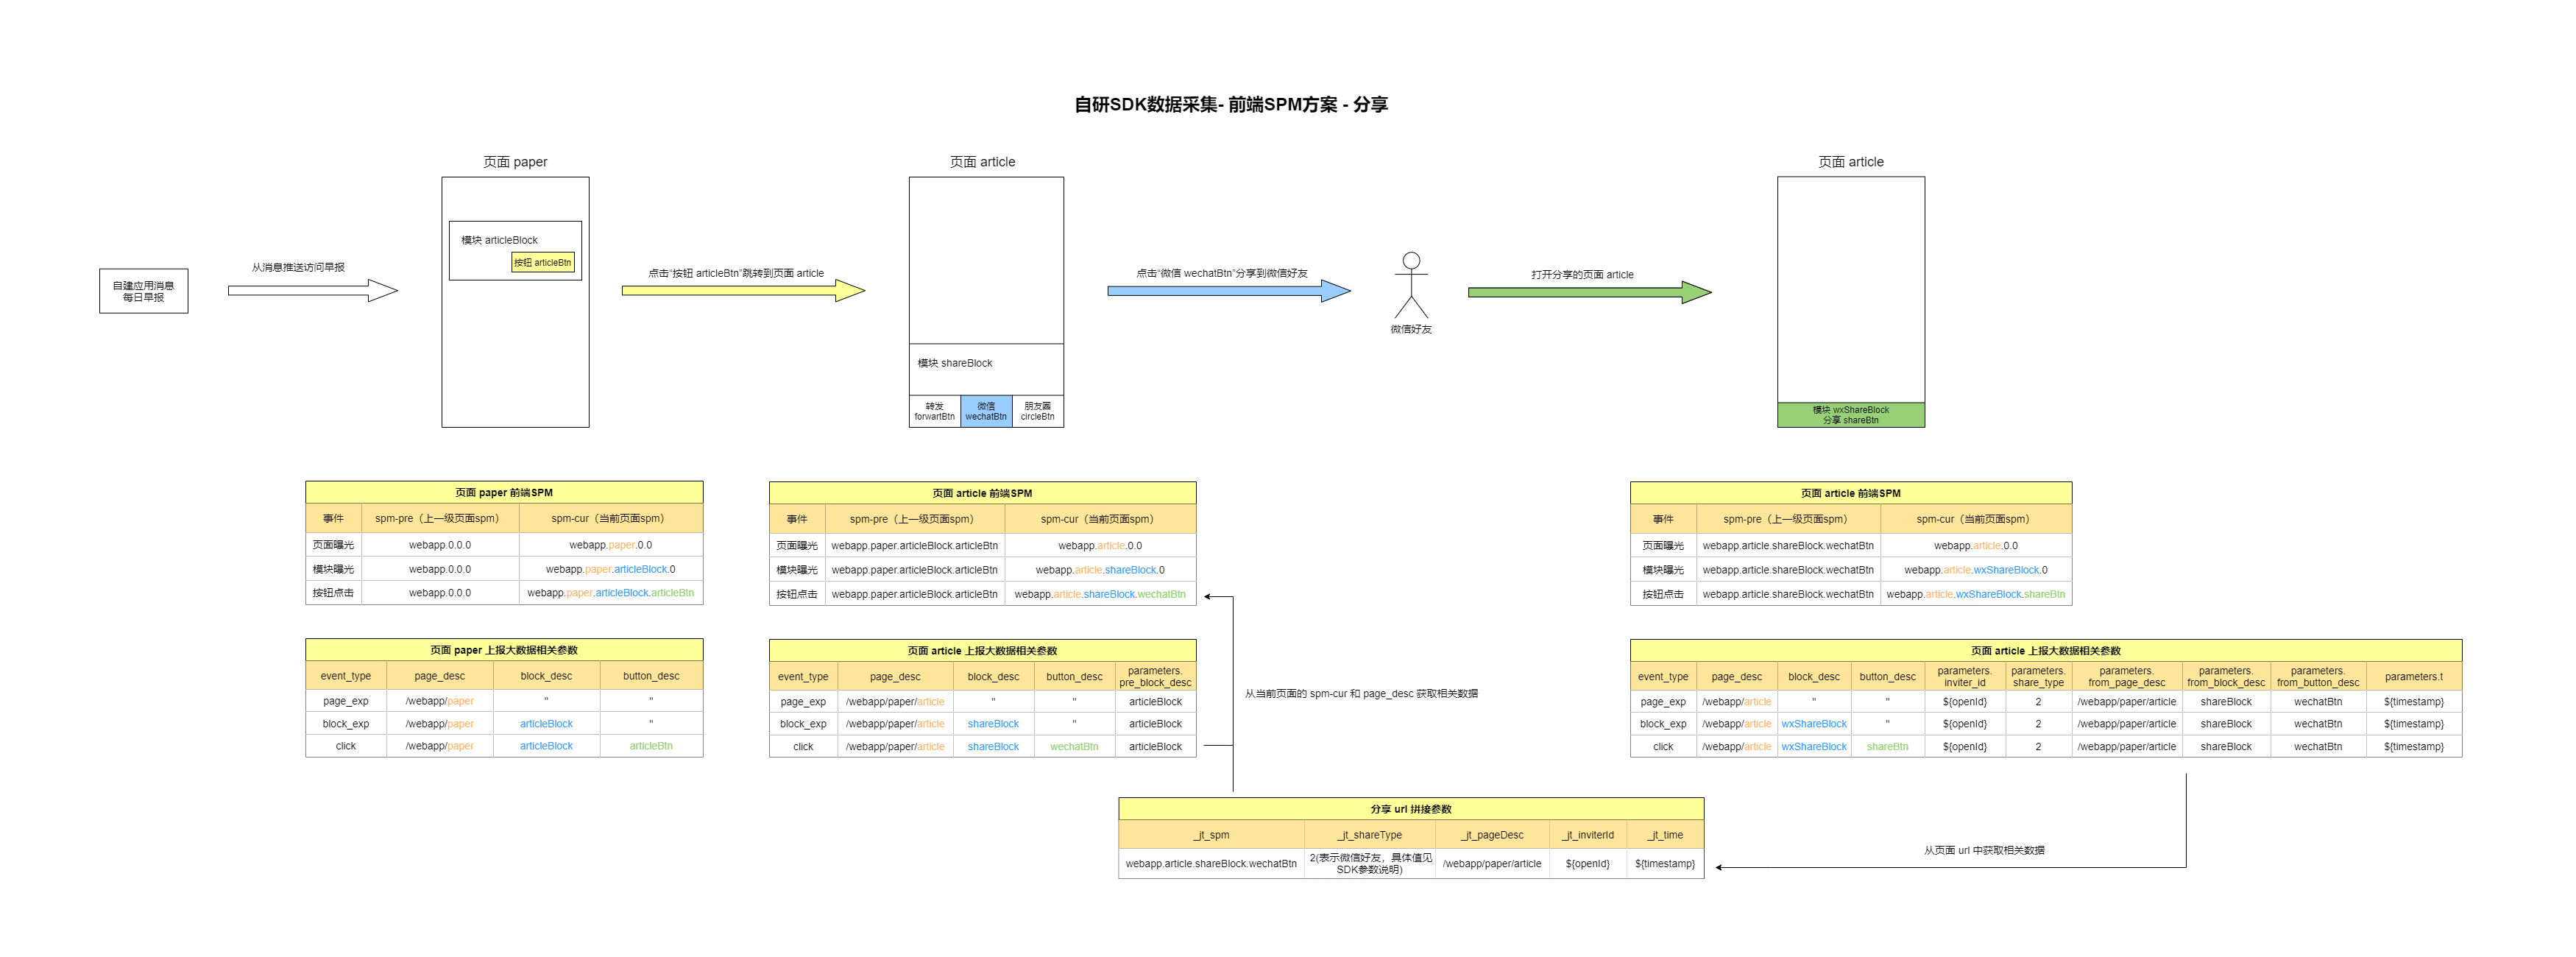 自研SDK数据采集- 前端SPM方案 - 分享
页面 paper
页面 article
页面 article
模块 articleBlock
按钮 articleBtn
自建应用消息
每日早报
从消息推送访问早报
点击“按钮 articleBtn”跳转到页面 article
点击“微信 wechatBtn”分享到微信好友
打开分享的页面 article
微信好友
模块 shareBlock
转发
forwartBtn
微信
wechatBtn
朋友圈
circleBtn
模块 wxShareBlock
分享 shareBtn
页面 paper 前端SPM
事件 spm-pre（上一级页面spm） spm-cur（当前页面spm）
页面曝光 webapp.0.0.0 webapp.paper.0.0
模块曝光 webapp.0.0.0 webapp.paper.articleBlock.0
按钮点击 webapp.0.0.0 webapp.paper.articleBlock.articleBtn
页面 article 前端SPM
事件 spm-pre（上一级页面spm） spm-cur（当前页面spm）
页面曝光 webapp.paper.articleBlock.articleBtn webapp.article.0.0
模块曝光 webapp.paper.articleBlock.articleBtn webapp.article.shareBlock.0
按钮点击 webapp.paper.articleBlock.articleBtn webapp.article.shareBlock.wechatBtn
页面 article 前端SPM
事件 spm-pre（上一级页面spm） spm-cur（当前页面spm）
页面曝光 webapp.article.shareBlock.wechatBtn webapp.article.0.0
模块曝光 webapp.article.shareBlock.wechatBtn webapp.article.wxShareBlock.0
按钮点击 webapp.article.shareBlock.wechatBtn webapp.article.wxShareBlock.shareBtn
页面 paper 上报大数据相关参数
event_type page_desc block_desc button_desc
page_exp /webapp/paper '' ''
block_exp /webapp/paper articleBlock ''
click /webapp/paper articleBlock articleBtn
页面 article 上报大数据相关参数
event_type page_desc block_desc button_desc parameters.
pre_block_desc
page_exp /webapp/paper/article '' '' articleBlock
block_exp /webapp/paper/article shareBlock '' articleBlock
click /webapp/paper/article shareBlock wechatBtn articleBlock
从当前页面的 spm-cur 和 page_desc 获取相关数据
页面 article 上报大数据相关参数
event_type page_desc block_desc button_desc parameters. parameters. parameters. parameters. parameters. parameters.t
inviter_id share_type from_page_desc from_block_desc from_button_desc
page_exp /webapp/article '' '' ${openId} 2 /webapp/paper/article shareBlock wechatBtn ${timestamp}
block_exp /webapp/article wxShareBlock '' ${openId} 2 /webapp/paper/article shareBlock wechatBtn ${timestamp}
click /webapp/article wxShareBlock shareBtn ${openId} 2 /webapp/paper/article shareBlock wechatBtn ${timestamp}
分享 url 拼接参数
_jt_spm _jt_shareType _jt_pageDesc _jt_inviterId _jt_time
webapp.article.shareBlock.wechatBtn 2(表示微信好友，具体值见 /webapp/paper/article ${openId} ${timestamp}
SDK参数说明)
从页面 url 中获取相关数据